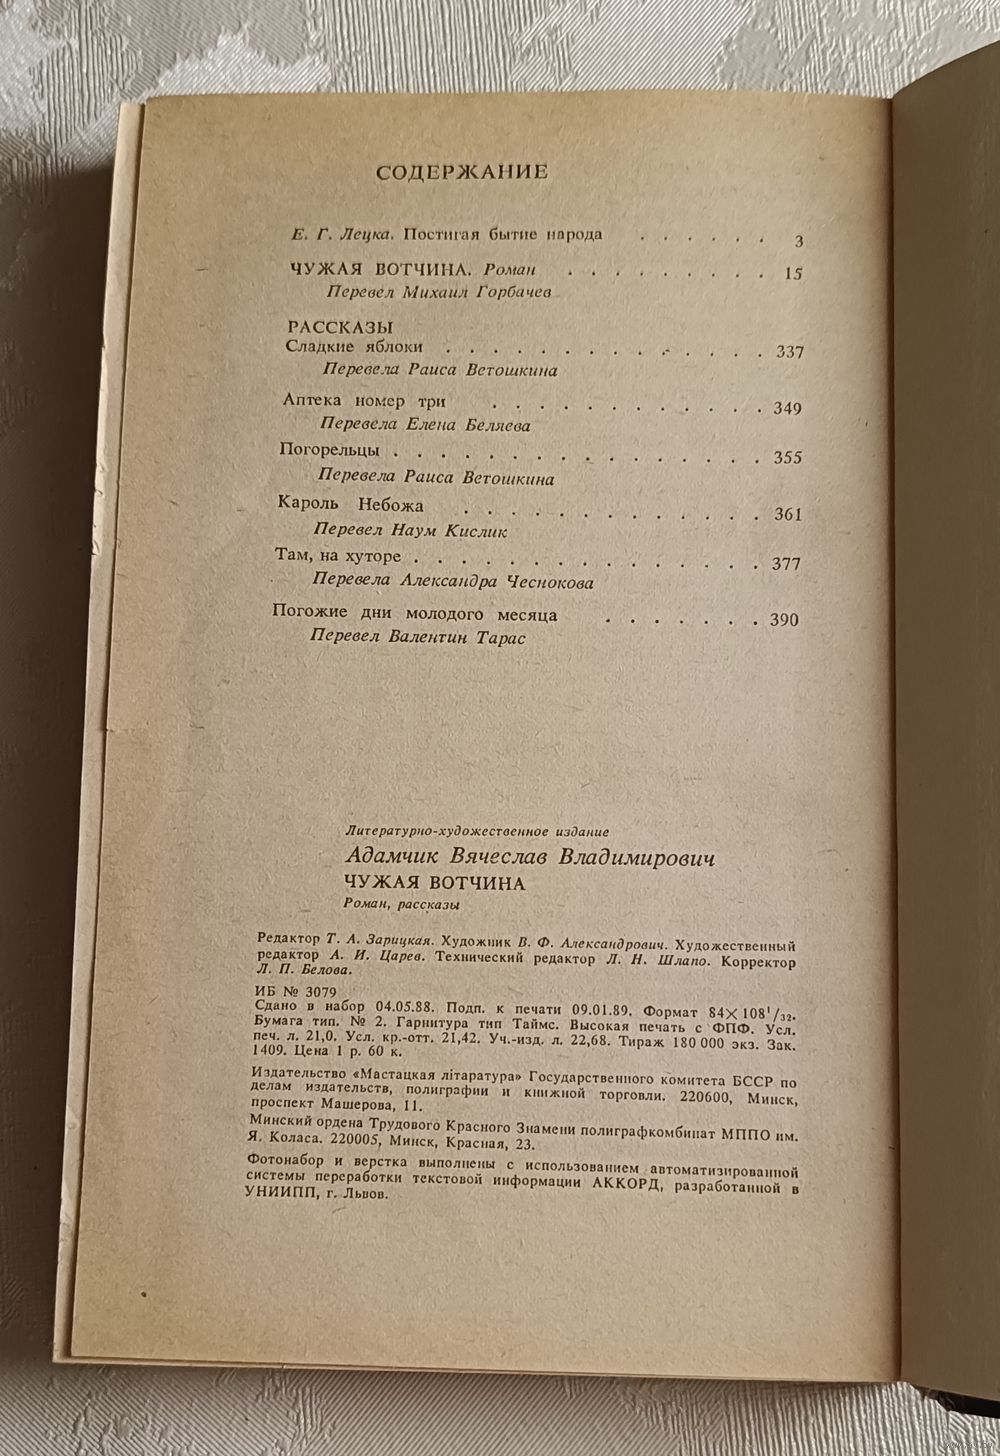 СОДЕРЖАНИЕ
Е. Г. Лецка. Постигая бытие народа . . . . . . 3
ЧУЖАЯ ВОТЧИНА. Роман . . . . . . . . . 15
Перевел Михаил Горбачев
РАССКАЗЫ
Сладкие яблоки . . . . . . . . . . . . . . 337
Перевела Раиса Ветошкина
Аптека номер три . . . . . . . . . . . . 349
Перевела Елена Беляева
Погорельцы . . . . . . . . . . . . . . . . 355
Перевела Раиса Ветошкина
Кароль Небожа . . . . . . . . . . . . . 361
Перевел Наум Кислик
Там, на хуторе . . . . . . . . . . . . . . . 377
Перевела Александра Чеснокова
Погожие дни молодого месяца . . . . . . . 390
Перевел Валентин Тарас
Литературно-художественное издание
Адамчик Вячеслав Владимирович
ЧУЖАЯ ВОТЧИНА
Роман, рассказы
Редактор Т. А. Зарицкая. Художник В. Ф. Александрович. Художественный
редактор А. И. Царев. Технический редактор Л. Н. Шлапо. Корректор
Л. П. Белова.
ИБ № 3079
Сдано в набор 04.05.88. Подп. к печати 09.01.89. Формат 84×108¹/₃₂.
Бумага тип. № 2. Гарнитура тип Таймс. Высокая печать с ФПФ. Усл.
печ. л. 21,0. Усл. кр.-отт. 21,42. Уч.-изд. л. 22,68. Тираж 180 000 экз. Зак.
1409. Цена 1 р. 60 к.
Издательство «Мастацкая літаратура» Государственного комитета БССР по
делам издательств, полиграфии и книжной торговли. 220600, Минск,
проспект Машерова, 11.
Минский ордена Трудового Красного Знамени полиграфкомбинат МППО им.
Я. Коласа. 220005, Минск, Красная, 23.
Фотонабор и верстка выполнены с использованием автоматизированной
системы переработки текстовой информации АККОРД, разработанной в
УНИИПП, г. Львов.